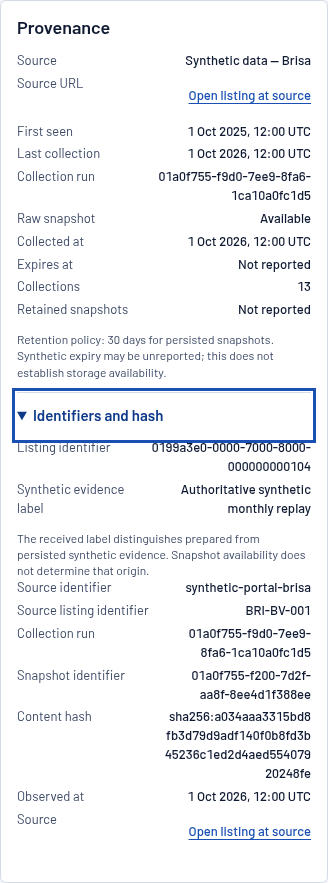 Provenance
Source Synthetic data — Brisa
Source URL
Open listing at source
First seen 1 Oct 2025, 12:00 UTC
Last collection 1 Oct 2026, 12:00 UTC
Collection run 01a0f755-f9d0-7ee9-8fa6-
1ca10a0fc1d5
Raw snapshot Available
Collected at 1 Oct 2026, 12:00 UTC
Expires at Not reported
Collections 13
Retained snapshots Not reported
Retention policy: 30 days for persisted snapshots.
Synthetic expiry may be unreported; this does not
establish storage availability.
▼ Identifiers and hash
Listing identifier 0199a3e0-0000-7000-8000-
000000000104
Synthetic evidence Authoritative synthetic
label monthly replay
The received label distinguishes prepared from
persisted synthetic evidence. Snapshot availability does
not determine that origin.
Source identifier synthetic-portal-brisa
Source listing identifier BRI-BV-001
Collection run 01a0f755-f9d0-7ee9-
8fa6-1ca10a0fc1d5
Snapshot identifier 01a0f755-f200-7d2f-
aa8f-8ee4d1f388ee
Content hash sha256:a034aaa3315bd8
fb3d79d9adf140f0b8fd3b
45236c1ed2d4aed554079
20248fe
Observed at 1 Oct 2026, 12:00 UTC
Source
Open listing at source